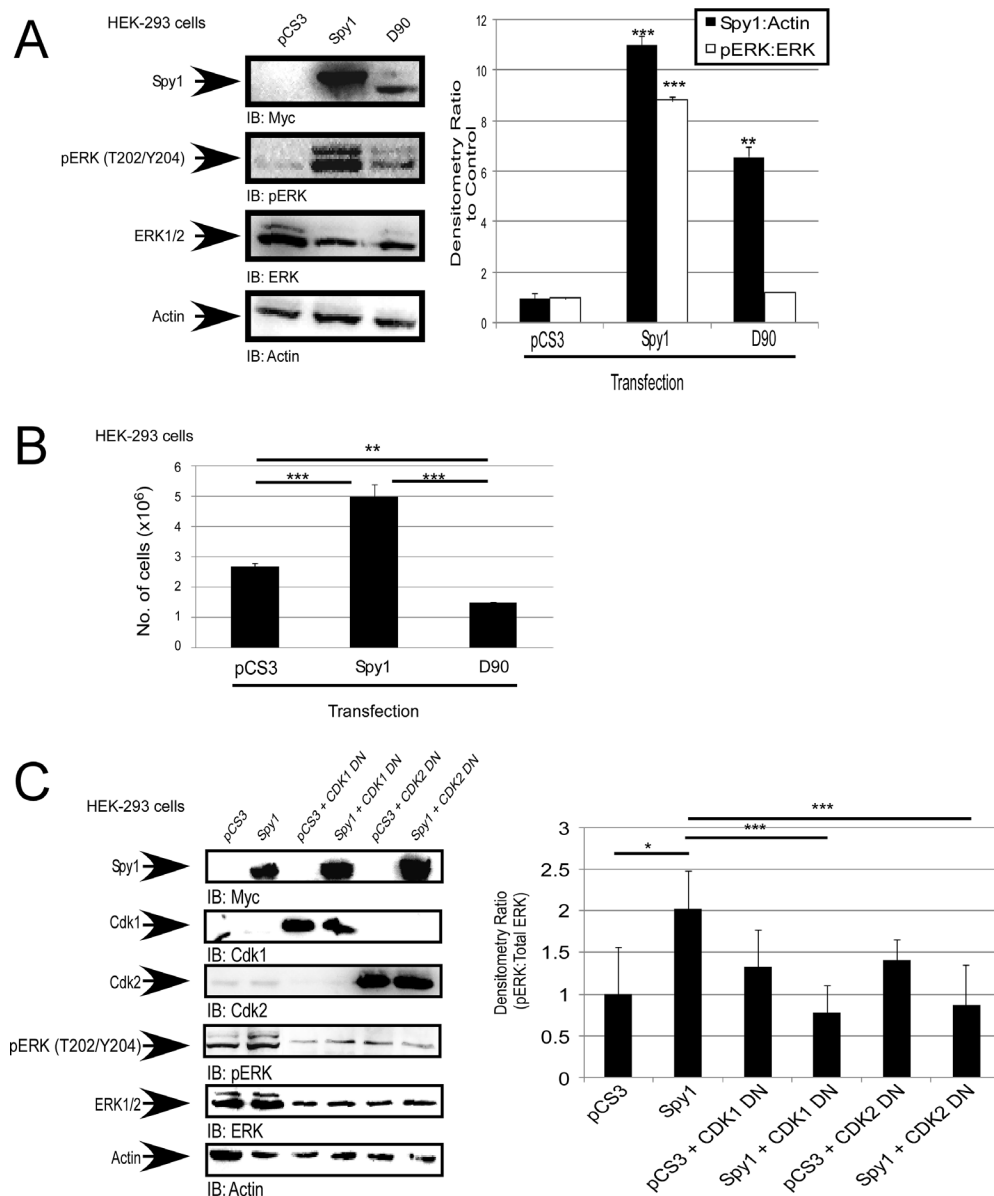 A
HEK-293 cells
pCS3
Spy1
D90
Spy1
IB: Myc
pERK (T202/Y204)
IB: pERK
ERK1/2
IB: ERK
Actin
IB: Actin
Spy1:Actin
pERK:ERK
Densitometry Ratio
to Control
14
12
10
8
6
4
2
0
***
***
**
pCS3
Spy1
D90
Transfection
B
HEK-293 cells
No. of cells (x10⁶)
6
5
4
3
2
1
0
**
***
***
pCS3
Spy1
D90
Transfection
C
HEK-293 cells
pCS3
Spy1
pCS3 + CDK1 DN
Spy1 + CDK1 DN
pCS3 + CDK2 DN
Spy1 + CDK2 DN
Spy1
IB: Myc
Cdk1
IB: Cdk1
Cdk2
IB: Cdk2
pERK (T202/Y204)
IB: pERK
ERK1/2
IB: ERK
Actin
IB: Actin
Densitometry Ratio
(pERK:Total ERK)
3
2.5
2
1.5
1
0.5
0
***
***
*
pCS3
Spy1
pCS3 + CDK1 DN
Spy1 + CDK1 DN
pCS3 + CDK2 DN
Spy1 + CDK2 DN